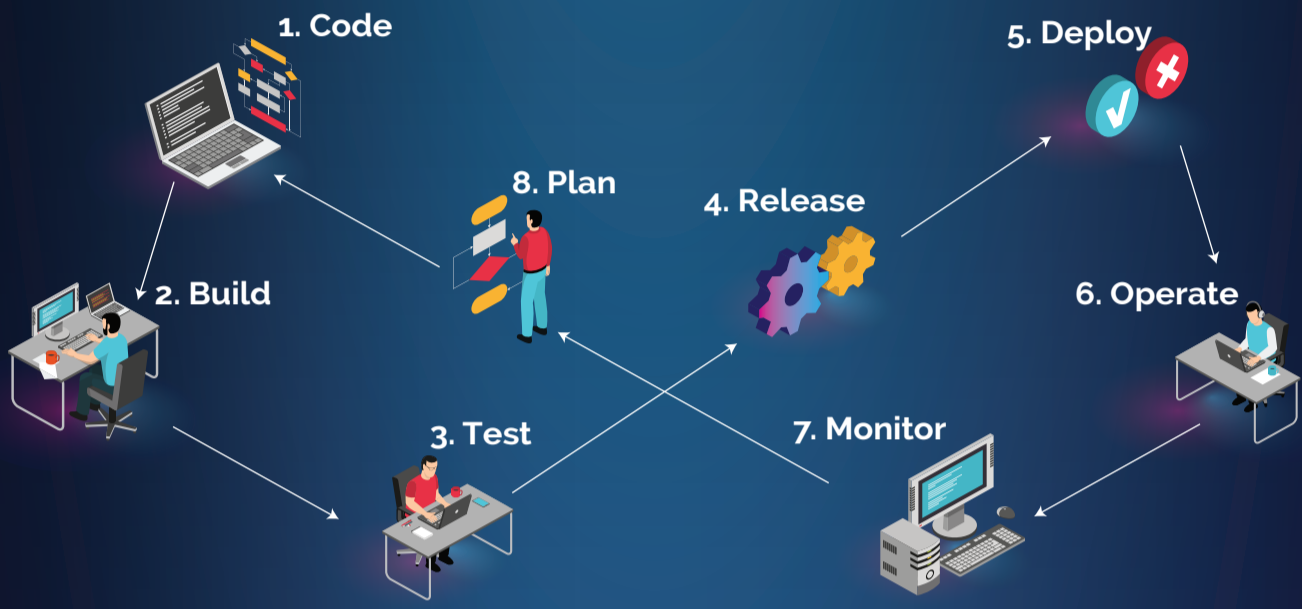 1. Code
5. Deploy
8. Plan
4. Release
2. Build
6. Operate
3. Test
7. Monitor